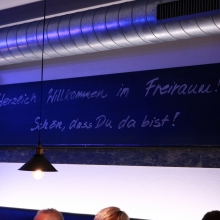 Herzlich Willkommen im Freiraum!
Schön, dass Du da bist!